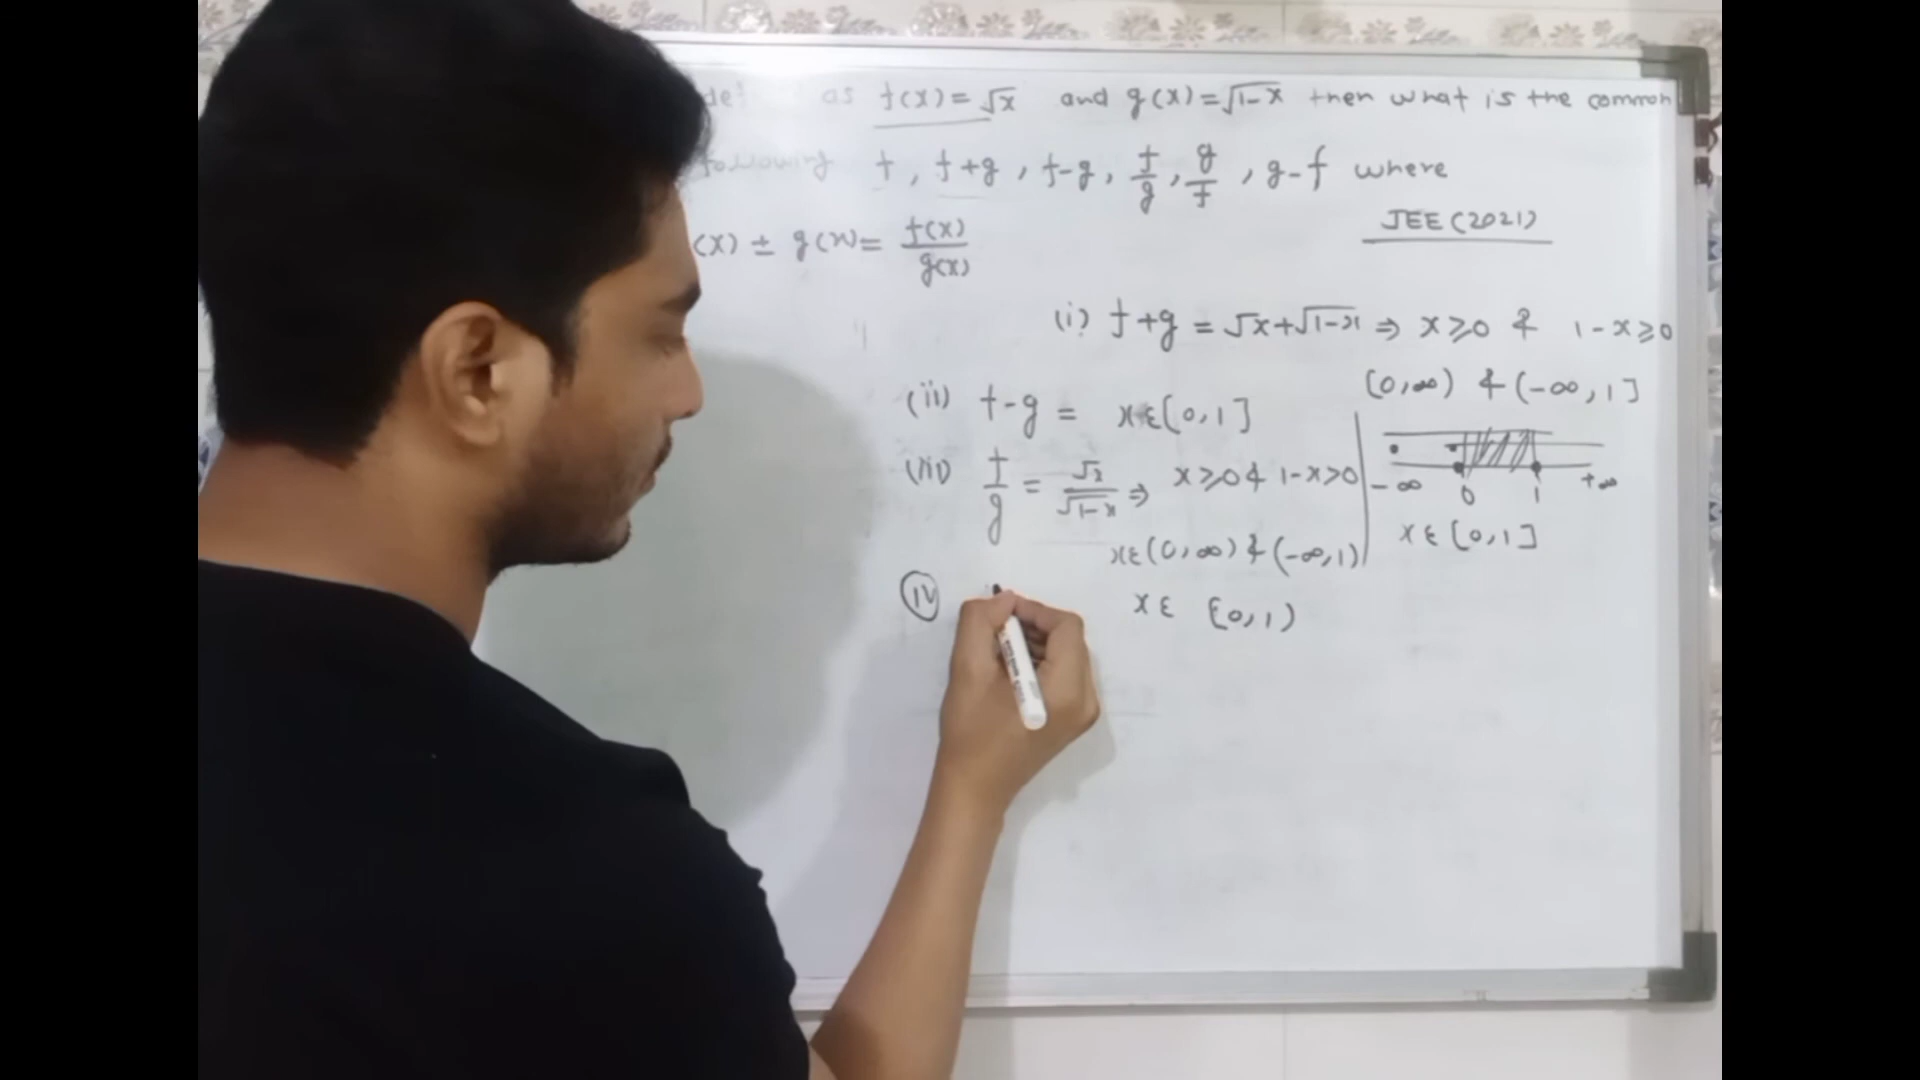 as f(x) = √x and g(x) = √1-x then what is the common
following f, f+g, f-g, f/g, g/f, g-f where
JEE (2021)
(x) ± g(x) = f(x)/g(x)
(i) f+g = √x+√1-x ⇒ x≥0 & 1-x≥0
[0,∞) & (-∞,1]
(ii) f-g = x∈[0,1]
(iii) f/g = √x/√1-x ⇒ x≥0 & 1-x>0
x∈(0,∞) & (-∞,1)
x∈ [0,1)
-∞ 0 1 +∞
x∈[0,1]
(iv)